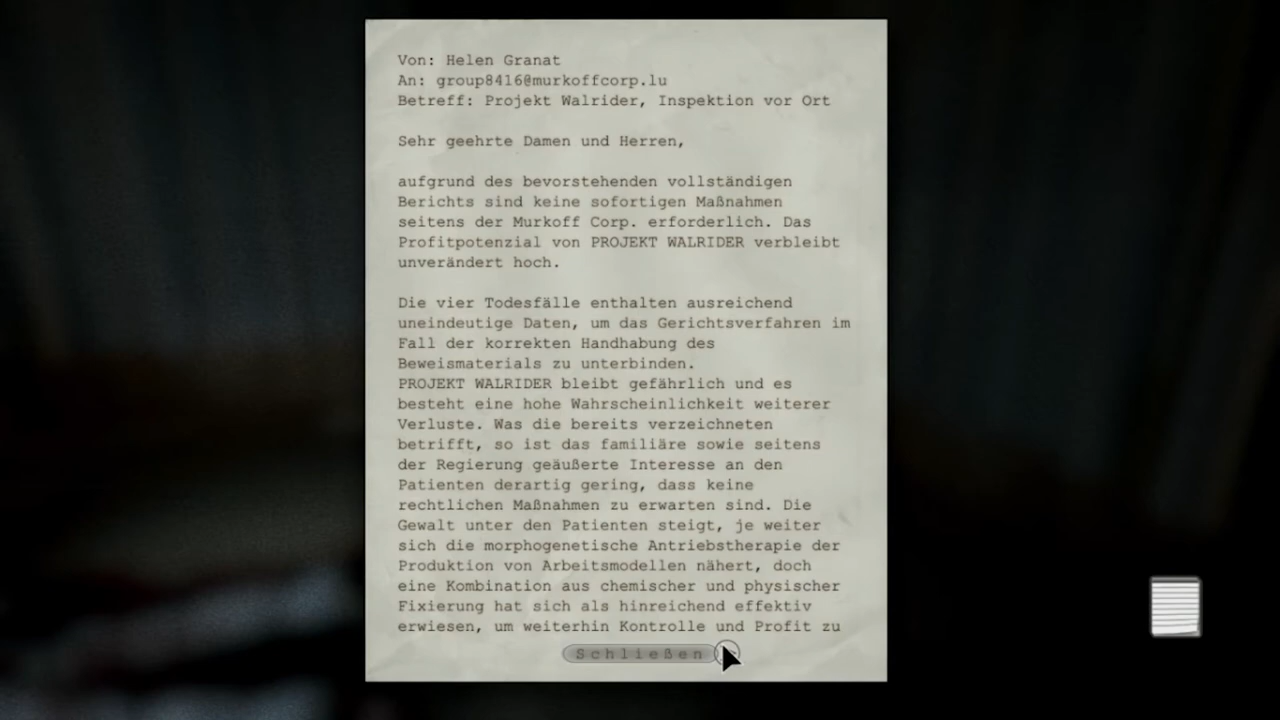 Von: Helen Granat
An: group8416@murkoffcorp.lu
Betreff: Projekt Walrider, Inspektion vor Ort
Sehr geehrte Damen und Herren,
aufgrund des bevorstehenden vollständigen
Berichts sind keine sofortigen Maßnahmen
seitens der Murkoff Corp. erforderlich. Das
Profitpotenzial von PROJEKT WALRIDER verbleibt
unverändert hoch.
Die vier Todesfälle enthalten ausreichend
uneindeutige Daten, um das Gerichtsverfahren im
Fall der korrekten Handhabung des
Beweismaterials zu unterbinden.
PROJEKT WALRIDER bleibt gefährlich und es
besteht eine hohe Wahrscheinlichkeit weiterer
Verluste. Was die bereits verzeichneten
betrifft, so ist das familiäre sowie seitens
der Regierung geäußerte Interesse an den
Patienten derartig gering, dass keine
rechtlichen Maßnahmen zu erwarten sind. Die
Gewalt unter den Patienten steigt, je weiter
sich die morphogenetische Antriebstherapie der
Produktion von Arbeitsmodellen nähert, doch
eine Kombination aus chemischer und physischer
Fixierung hat sich als hinreichend effektiv
erwiesen, um weiterhin Kontrolle und Profit zu
Schließen